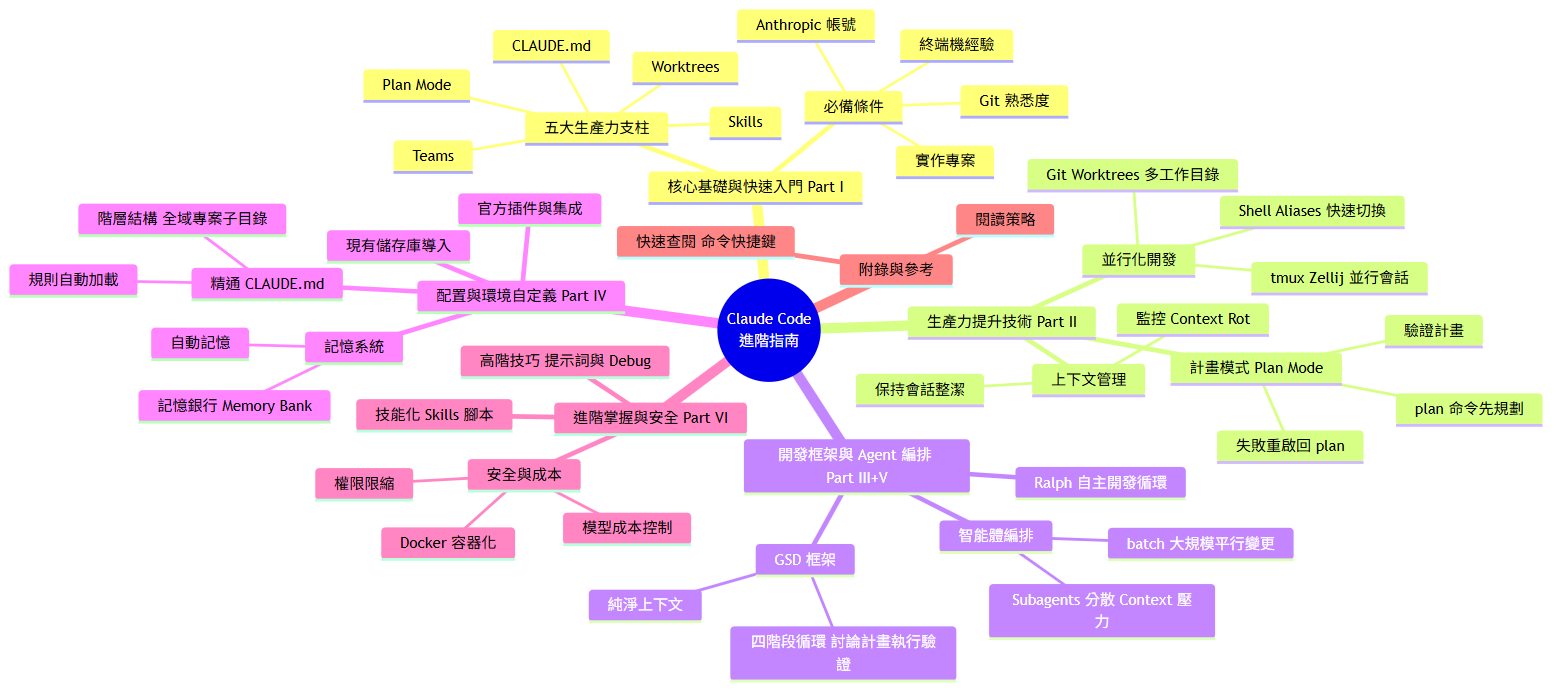 Claude Code
進階指南
核心基礎與快速入門 Part I
五大生產力支柱
CLAUDE.md
Plan Mode
Worktrees
Skills
Teams
必備條件
Anthropic 帳號
終端機經驗
Git 熟悉度
實作專案
生產力提升技術 Part II
並行化開發
Git Worktrees 多工作目錄
Shell Aliases 快速切換
tmux Zellij 並行會話
上下文管理
監控 Context Rot
保持會話整潔
計畫模式 Plan Mode
驗證計畫
plan 命令先規劃
失敗重啟回 plan
開發框架與 Agent 編排
Part III+V
GSD 框架
純淨上下文
四階段循環 討論計畫執行驗
證
智能體編排
batch 大規模平行變更
Subagents 分散 Context 壓
力
Ralph 自主開發循環
配置與環境自定義 Part IV
官方插件與集成
現有儲存庫導入
精通 CLAUDE.md
階層結構 全域專案子目錄
規則自動加載
記憶系統
自動記憶
記憶銀行 Memory Bank
進階掌握與安全 Part VI
高階技巧 提示詞與 Debug
技能化 Skills 腳本
安全與成本
權限限縮
Docker 容器化
模型成本控制
附錄與參考
快速查閱 命令快捷鍵
閱讀策略